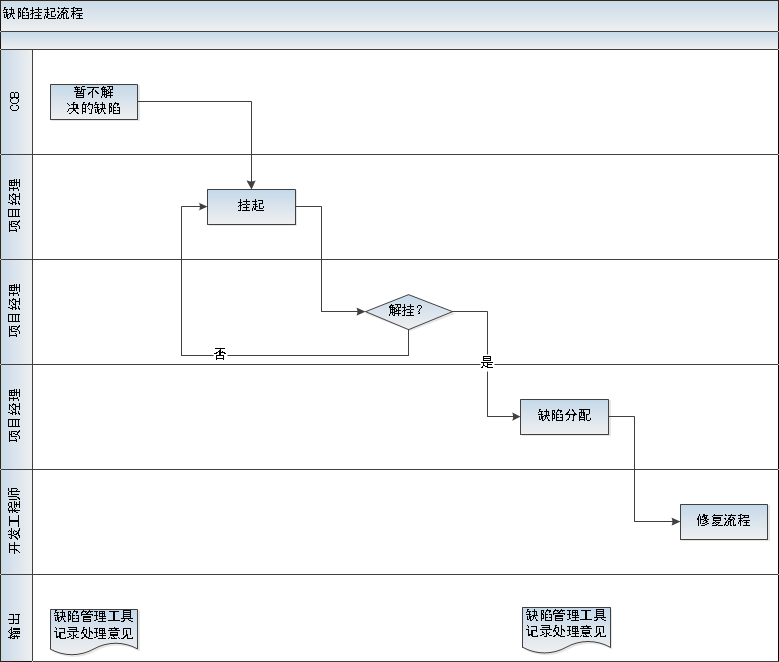 缺陷挂起流程
CCB
暂不解
决的缺陷
项目经理
挂起
项目经理
解挂?
否
是
项目经理
缺陷分配
开发工程师
修复流程
输出
缺陷管理工具
记录处理意见
缺陷管理工具
记录处理意见